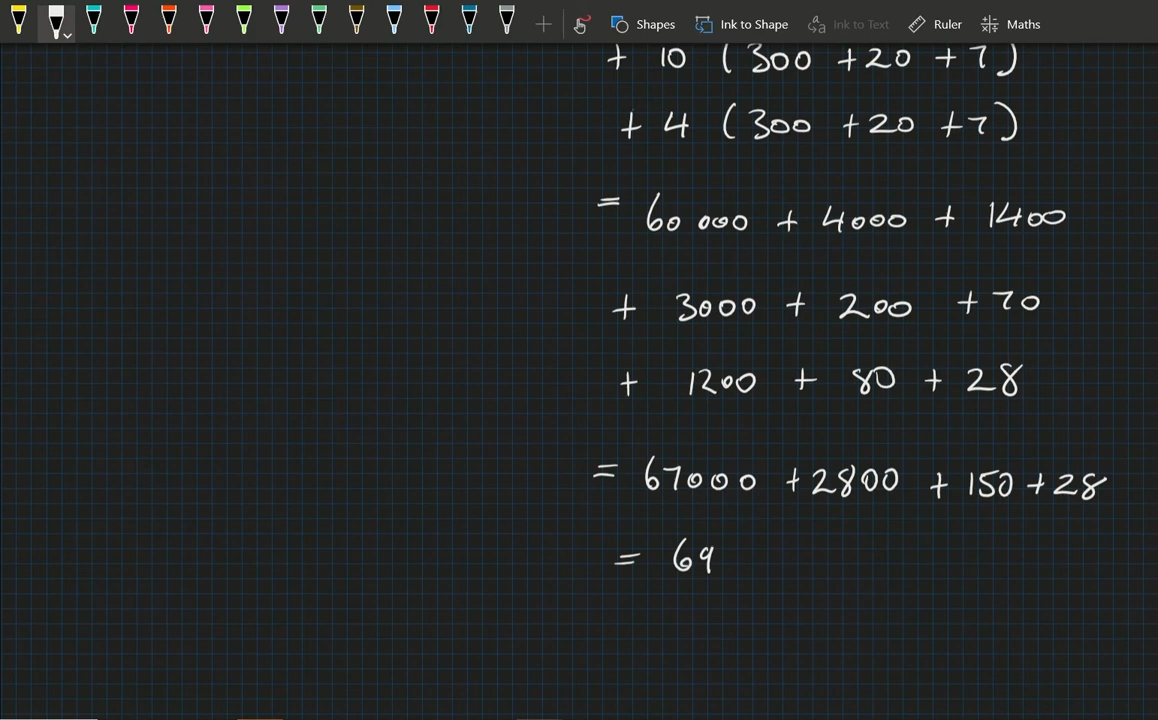 Shapes Ink to Shape Ink to Text Ruler Maths
+ 10 (300 +20 +7)
+ 4 (300 +20 +7)
= 60 000 + 4000 + 1400
+ 3000 + 200 +70
+ 1200 + 80 + 28
= 67000 +2800 + 150 +28
= 69